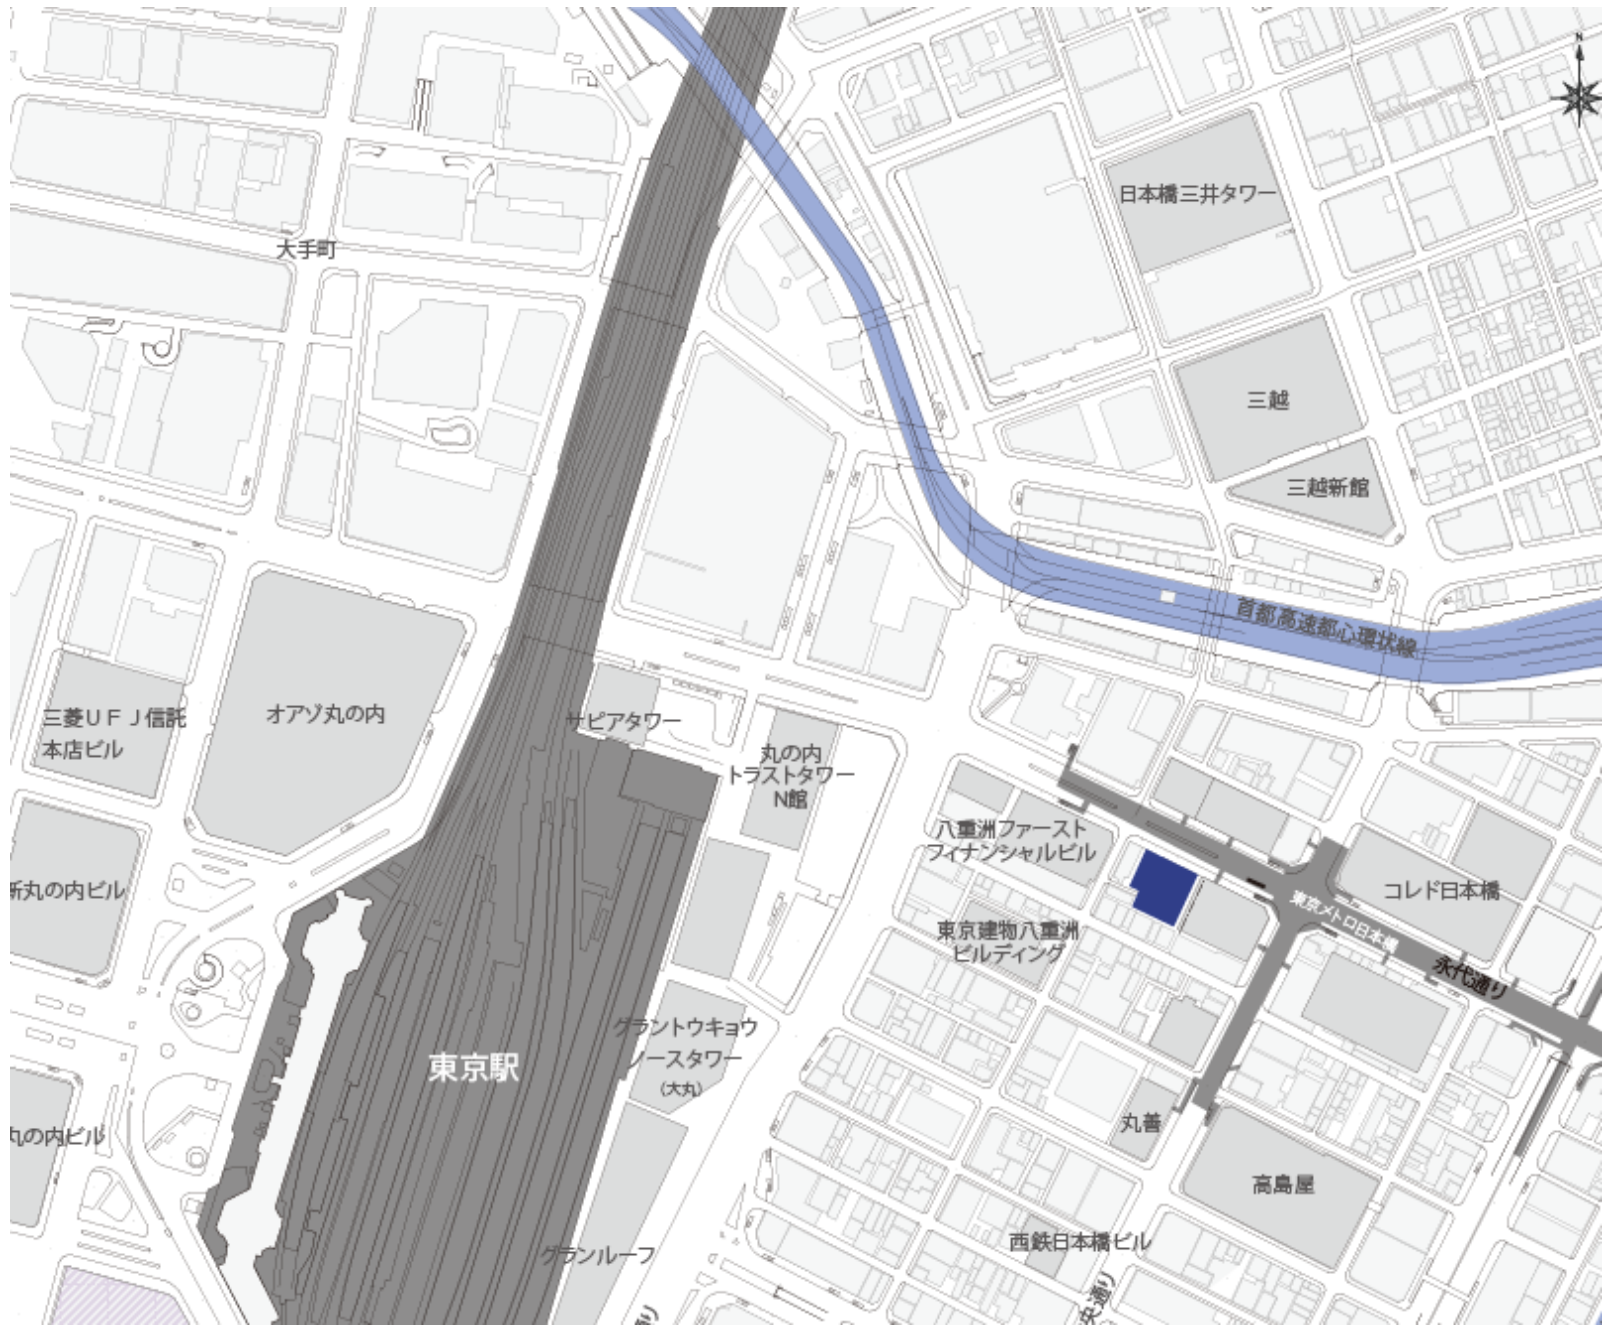 N
日本橋三井タワー
大手町
三越
三越新館
首都高速都心環状線
三菱UFJ信託
本店ビル
オアゾ丸の内
サピアタワー
丸の内
トラストタワー
N館
八重洲ファースト
フィナンシャルビル
新丸の内ビル
コレド日本橋
東京メトロ日本橋
東京建物八重洲
ビルディング
永代通り
グラントウキョウ
ノースタワー
(大丸)
東京駅
丸の内ビル
丸善
高島屋
西鉄日本橋ビル
グランルーフ
央通り
通り